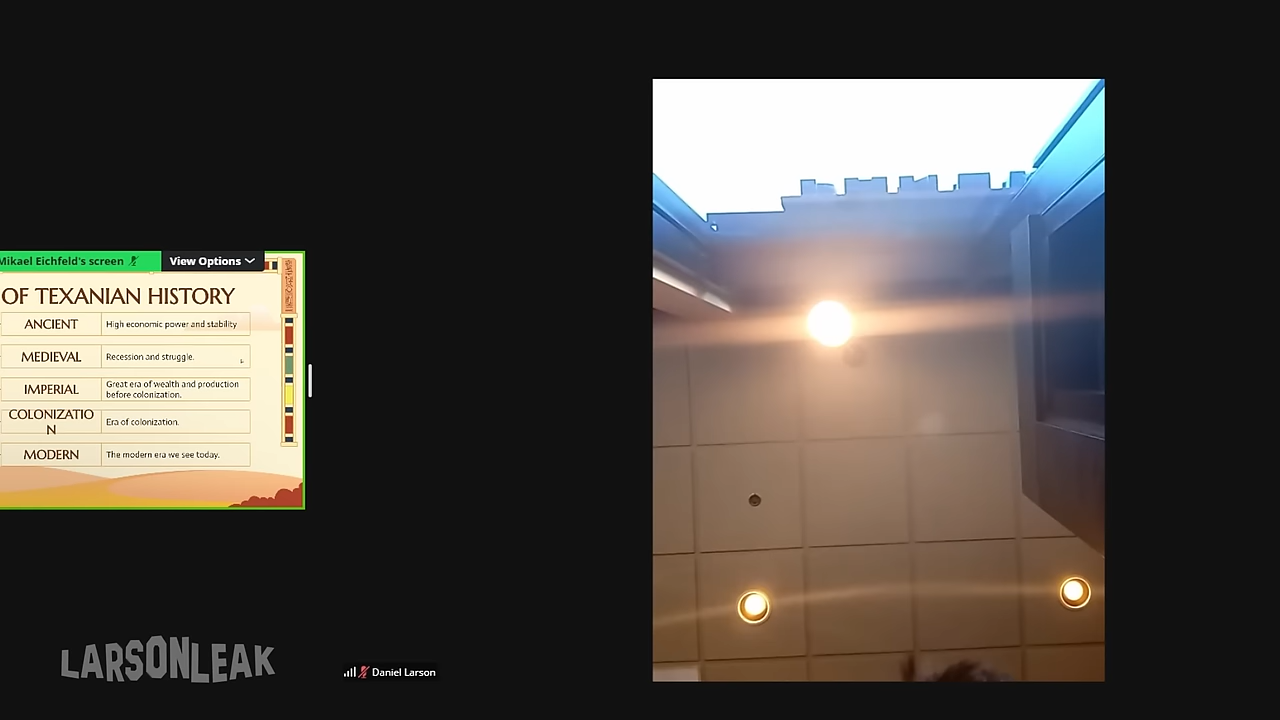 Mikael Eichfeld's screen
View Options
OF TEXANIAN HISTORY
ANCIENT
High economic power and stability
MEDIEVAL
Recession and struggle.
IMPERIAL
Great era of wealth and production
before colonization.
COLONIZATIO
N
Era of colonization.
MODERN
The modern era we see today.
LARSONLEAK
Daniel Larson